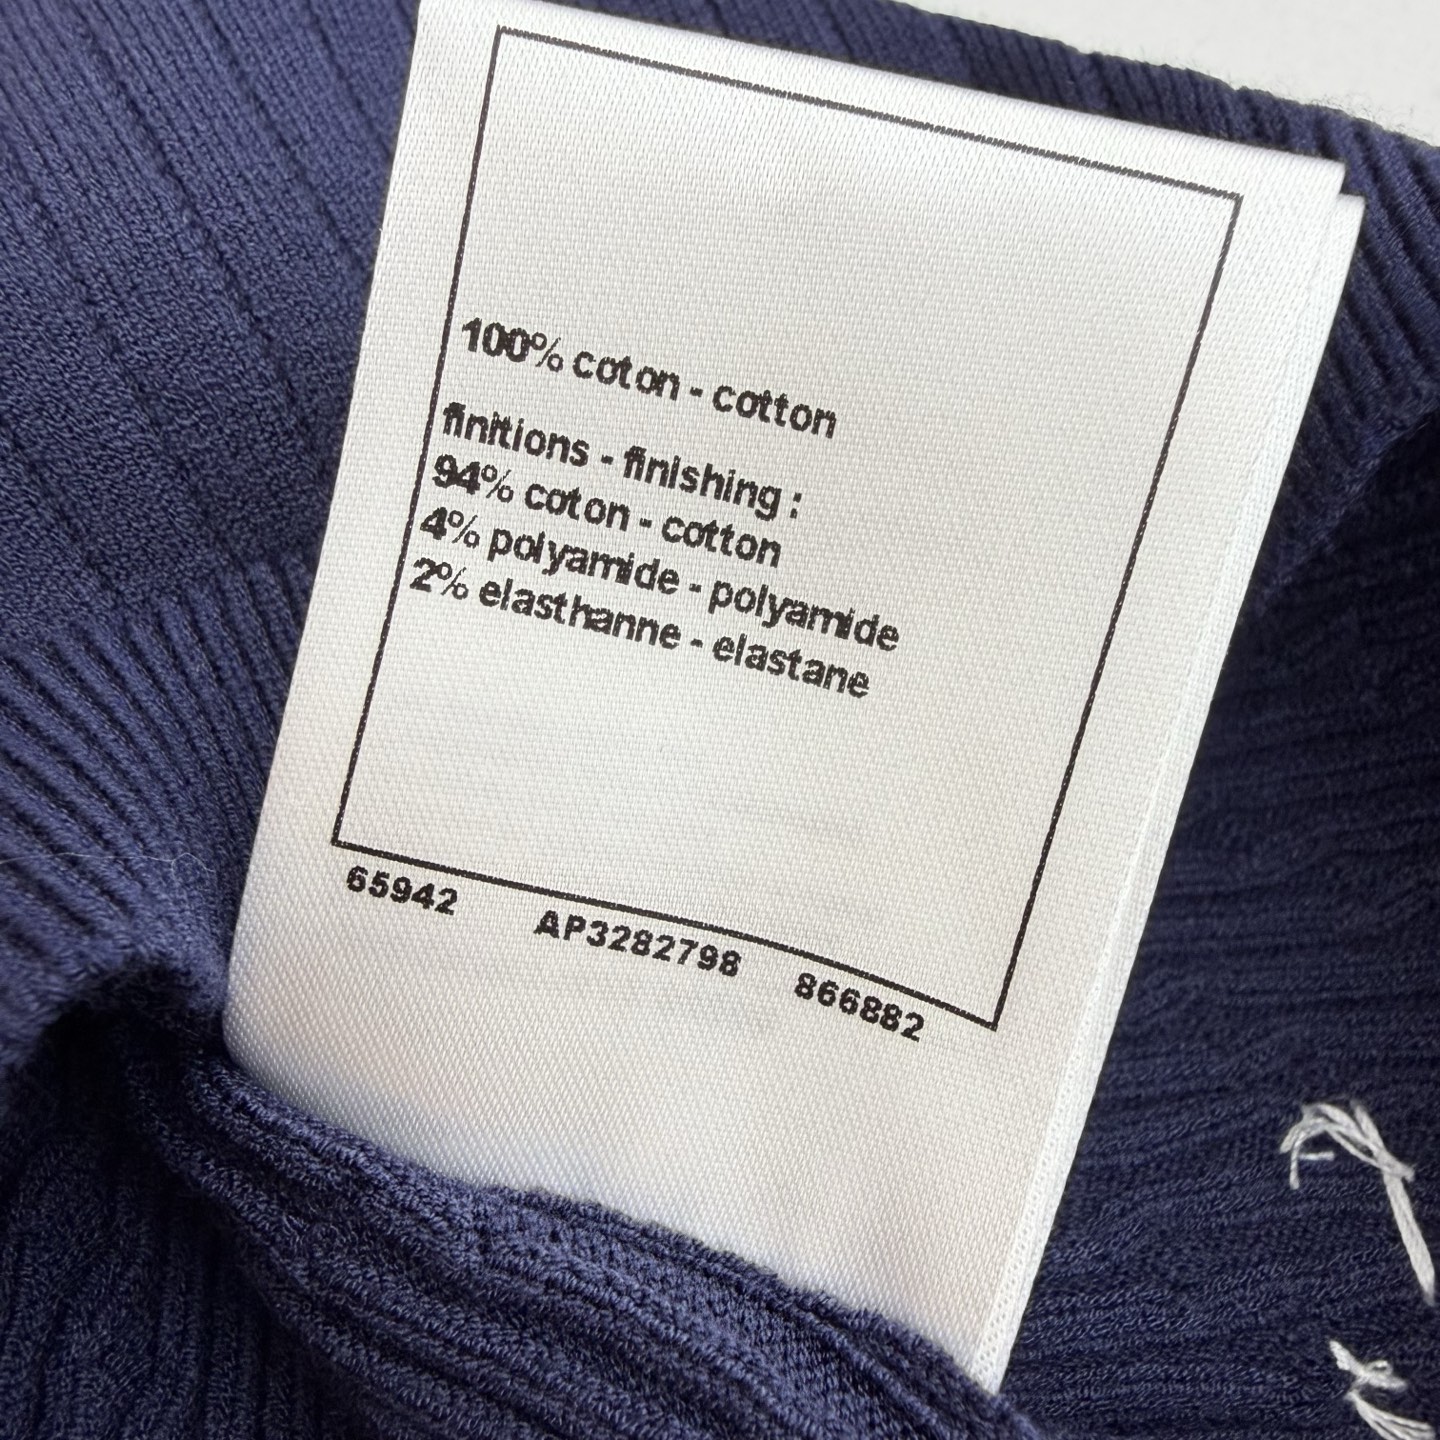 100% coton - cotton
finitions - finishing :
94% coton - cotton
4% polyamide - polyamide
2% elasthanne - elastane
65942 AP3282798 866882